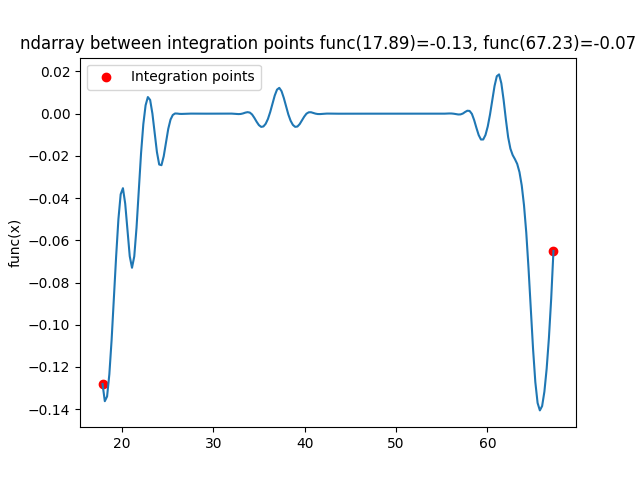 ndarray between integration points func(17.89)=-0.13, func(67.23)=-0.07
Integration points
func(x)
0.02
0.00
−0.02
−0.04
−0.06
−0.08
−0.10
−0.12
−0.14
20 30 40 50 60